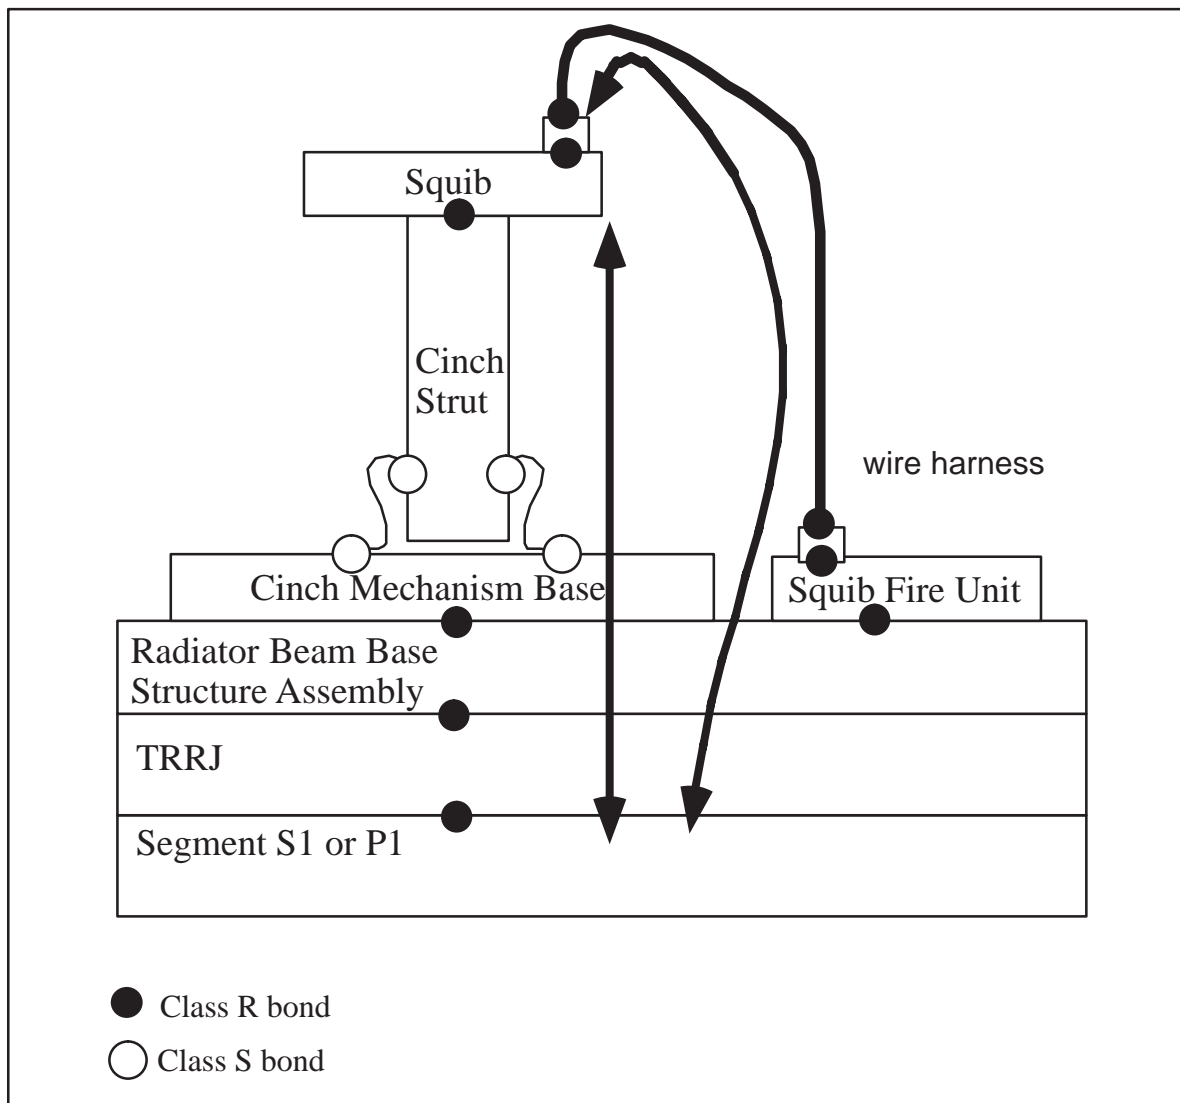 Squib
Cinch
Strut
wire harness
Cinch Mechanism Base
Squib Fire Unit
Radiator Beam Base
Structure Assembly
TRRJ
Segment S1 or P1
Class R bond
Class S bond